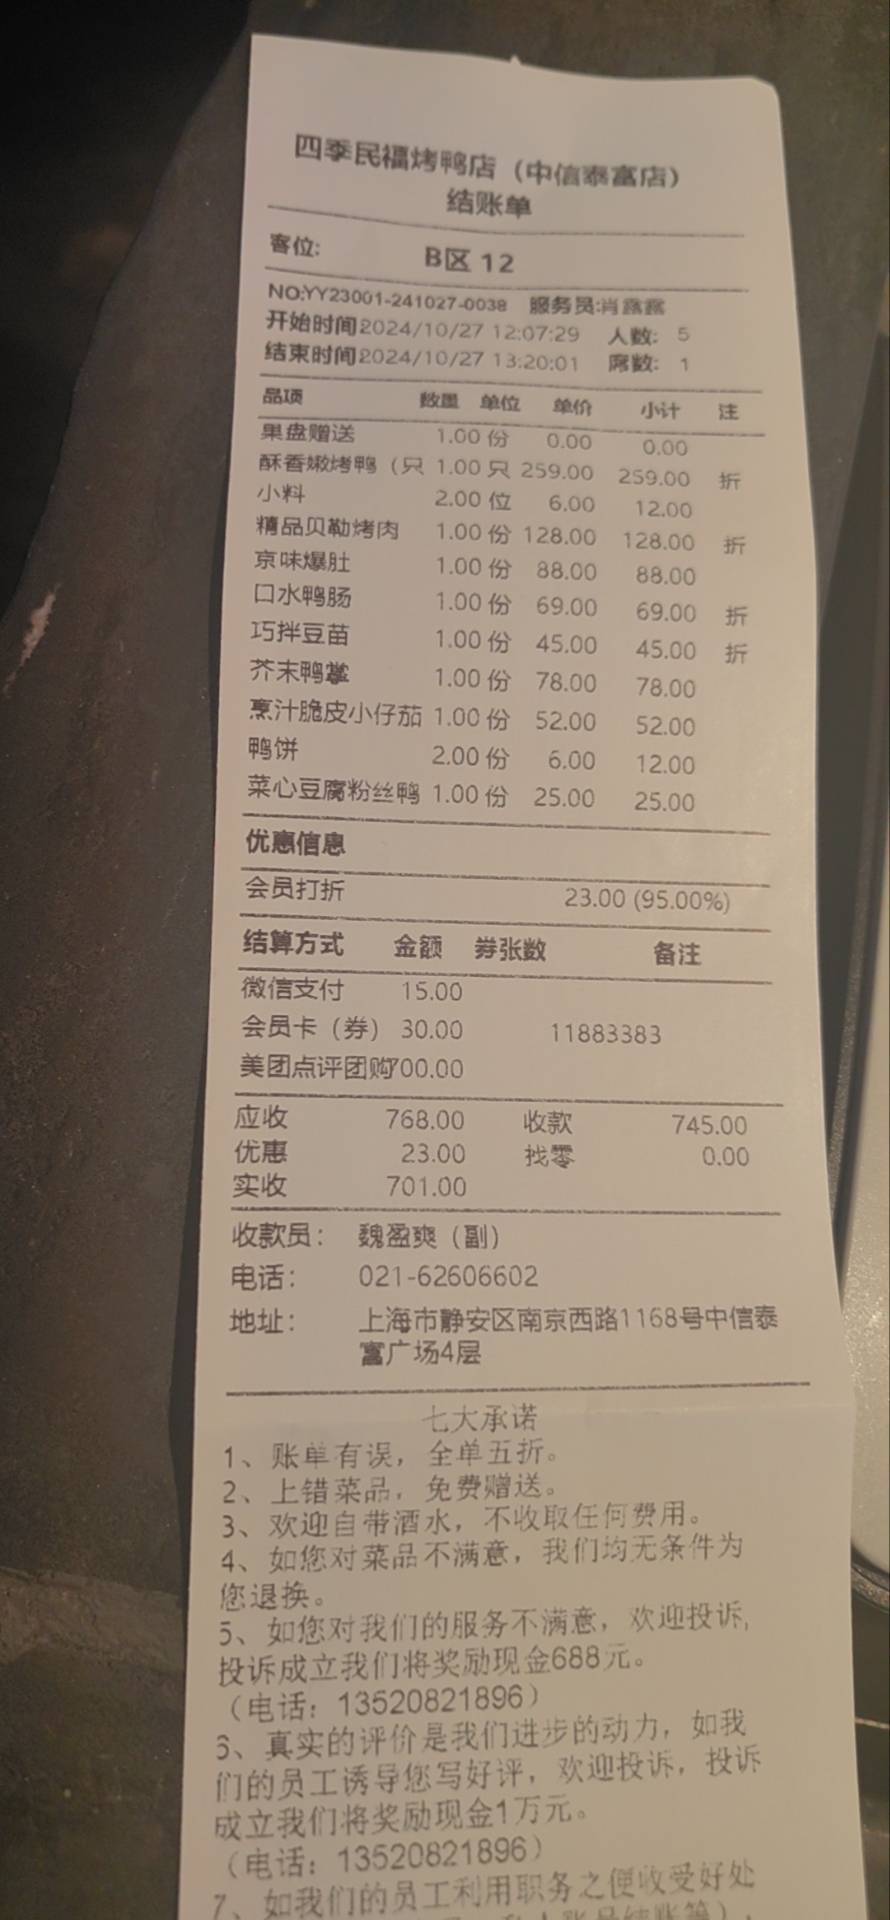 四季民福烤鸭店（中信泰富店）
结账单
客位: B区 12
NO:YY23001-241027-0038 服务员:肖露露
开始时间2024/10/27 12:07:29 人数: 5
结束时间2024/10/27 13:20:01 席数: 1
品项 数量 单位 单价 小计 注
果盘赠送 1.00 份 0.00 0.00
酥香嫩烤鸭（只 1.00 只 259.00 259.00 折
小料 2.00 位 6.00 12.00
精品贝勒烤肉 1.00 份 128.00 128.00 折
京味爆肚 1.00 份 88.00 88.00
口水鸭肠 1.00 份 69.00 69.00 折
巧拌豆苗 1.00 份 45.00 45.00 折
芥末鸭掌 1.00 份 78.00 78.00
烹汁脆皮小仔茄 1.00 份 52.00 52.00
鸭饼 2.00 份 6.00 12.00
菜心豆腐粉丝鸭 1.00 份 25.00 25.00
优惠信息
会员打折 23.00 (95.00%)
结算方式 金额 券张数 备注
微信支付 15.00
会员卡（券） 30.00 11883383
美团点评团购700.00
应收 768.00 收款 745.00
优惠 23.00 找零 0.00
实收 701.00
收款员: 魏盈爽（副）
电话: 021-62606602
地址: 上海市静安区南京西路1168号中信泰
富广场4层
七大承诺
1、账单有误，全单五折。
2、上错菜品，免费赠送。
3、欢迎自带酒水，不收取任何费用。
4、如您对菜品不满意，我们均无条件为
您退换。
5、如您对我们的服务不满意，欢迎投诉,
投诉成立我们将奖励现金688元。
（电话：13520821896）
6、真实的评价是我们进步的动力，如我
们的员工诱导您写好评，欢迎投诉，投诉
成立我们将奖励现金1万元。
（电话：13520821896）
7、如我们的员工利用职务之便收受好处